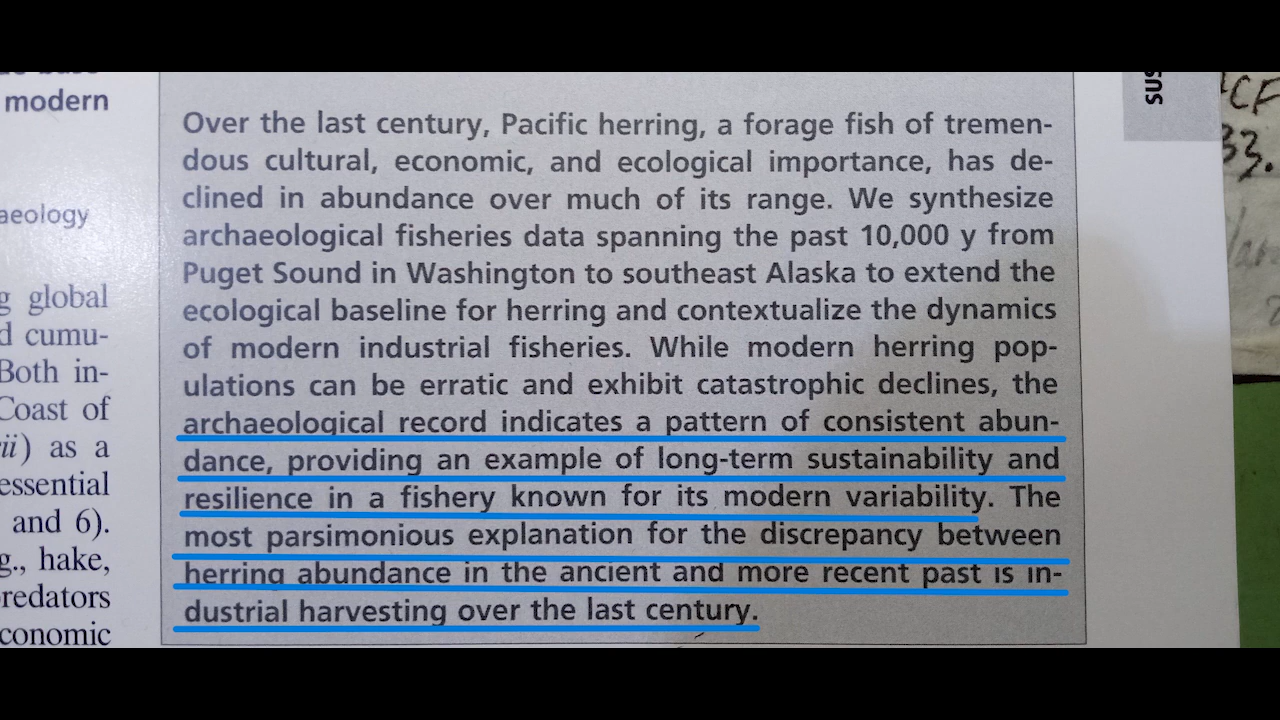 modern
aeology
g global
d cumu-
Both in-
Coast of
ii) as a
essential
and 6).
g., hake,
redators
conomic
Over the last century, Pacific herring, a forage fish of tremen-
dous cultural, economic, and ecological importance, has de-
clined in abundance over much of its range. We synthesize
archaeological fisheries data spanning the past 10,000 y from
Puget Sound in Washington to southeast Alaska to extend the
ecological baseline for herring and contextualize the dynamics
of modern industrial fisheries. While modern herring pop-
ulations can be erratic and exhibit catastrophic declines, the
archaeological record indicates a pattern of consistent abun-
dance, providing an example of long-term sustainability and
resilience in a fishery known for its modern variability. The
most parsimonious explanation for the discrepancy between
herring abundance in the ancient and more recent past is in-
dustrial harvesting over the last century.
SUS
CF
33.